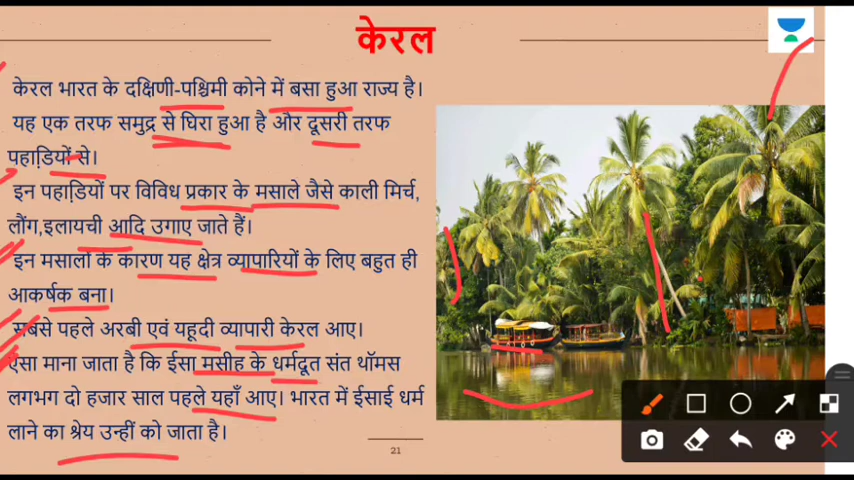 केरल
केरल भारत के दक्षिणी-पश्चिमी कोने में बसा हुआ राज्य है।
यह एक तरफ समुद्र से घिरा हुआ है और दूसरी तरफ
पहाड़ियों से।
इन पहाड़ियों पर विविध प्रकार के मसाले जैसे काली मिर्च,
लौंग,इलायची आदि उगाए जाते हैं।
इन मसालों के कारण यह क्षेत्र व्यापारियों के लिए बहुत ही
आकर्षक बना।
सबसे पहले अरबी एवं यहूदी व्यापारी केरल आए।
ऐसा माना जाता है कि ईसा मसीह के धर्मदूत संत थॉमस
लगभग दो हजार साल पहले यहाँ आए। भारत में ईसाई धर्म
लाने का श्रेय उन्हीं को जाता है।
21